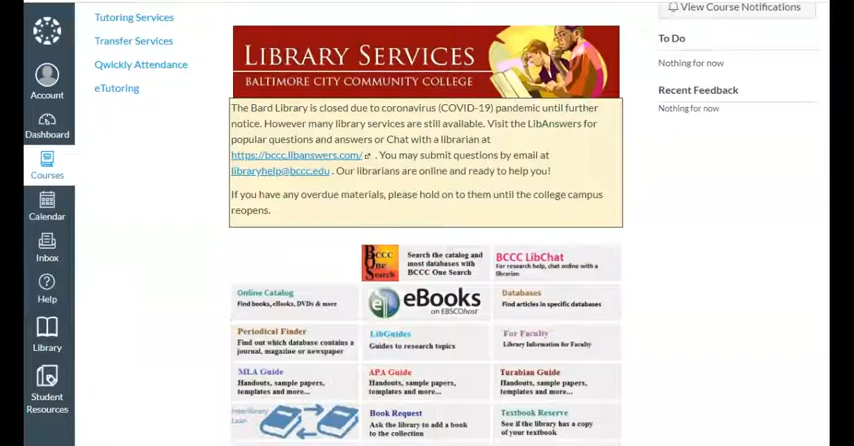 Tutoring Services
Transfer Services
Qwickly Attendance
eTutoring
Account
Dashboard
Courses
Calendar
Inbox
Help
Library
Student
Resources
LIBRARY SERVICES
BALTIMORE CITY COMMUNITY COLLEGE
The Bard Library is closed due to coronavirus (COVID-19) pandemic until further
notice. However many library services are still available. Visit the LibAnswers for
popular questions and answers or Chat with a librarian at
https://bccc.libanswers.com/ . You may submit questions by email at
libraryhelp@bccc.edu . Our librarians are online and ready to help you!
If you have any overdue materials, please hold on to them until the college campus
reopens.
BCCC
One
Search
Search the catalog and
most databases with
BCCC One Search
BCCC LibChat
For research help, chat online with a
librarian
Online Catalog
Find books, eBooks, DVDs & more
eBooks
on EBSCOhost
Databases
Find articles in specific databases
Periodical Finder
Find out which database contains a
journal, magazine or newspaper
LibGuides
Guides to research topics
For Faculty
Library Information for Faculty
MLA Guide
Handouts, sample papers,
templates and more...
APA Guide
Handouts, sample papers,
templates and more...
Turabian Guide
Handouts, sample papers,
templates and more...
Interlibrary
Loan
Book Request
Ask the library to add a book
to the collection
Textbook Reserve
See if the library has a copy
of your textbook
View Course Notifications
To Do
Nothing for now
Recent Feedback
Nothing for now